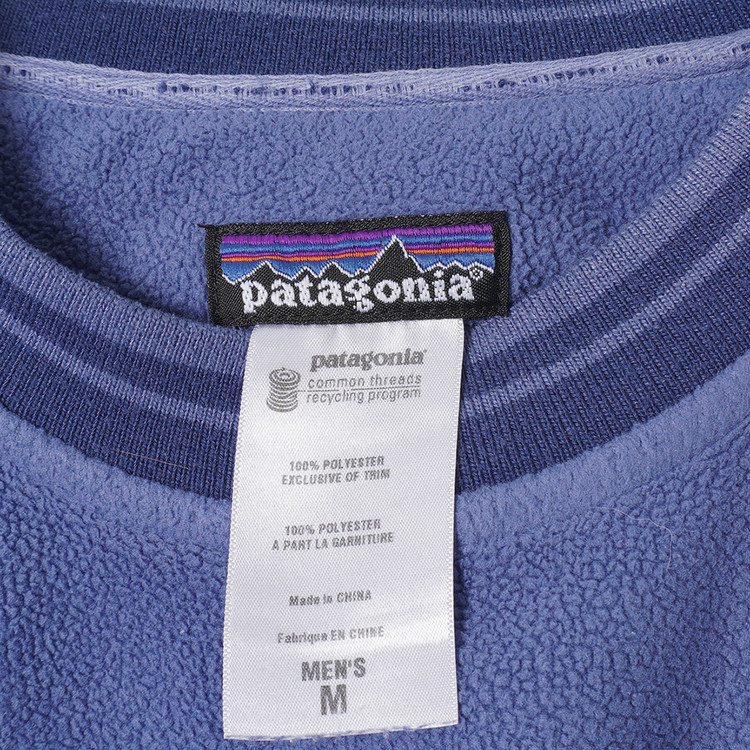 patagonia®
patagonia®
common threads
recycling program
100% POLYESTER
EXCLUSIVE OF TRIM
100% POLYESTER
À PART LA GARNITURE
Made in CHINA
Fabriqué EN CHINE
MEN'S
M